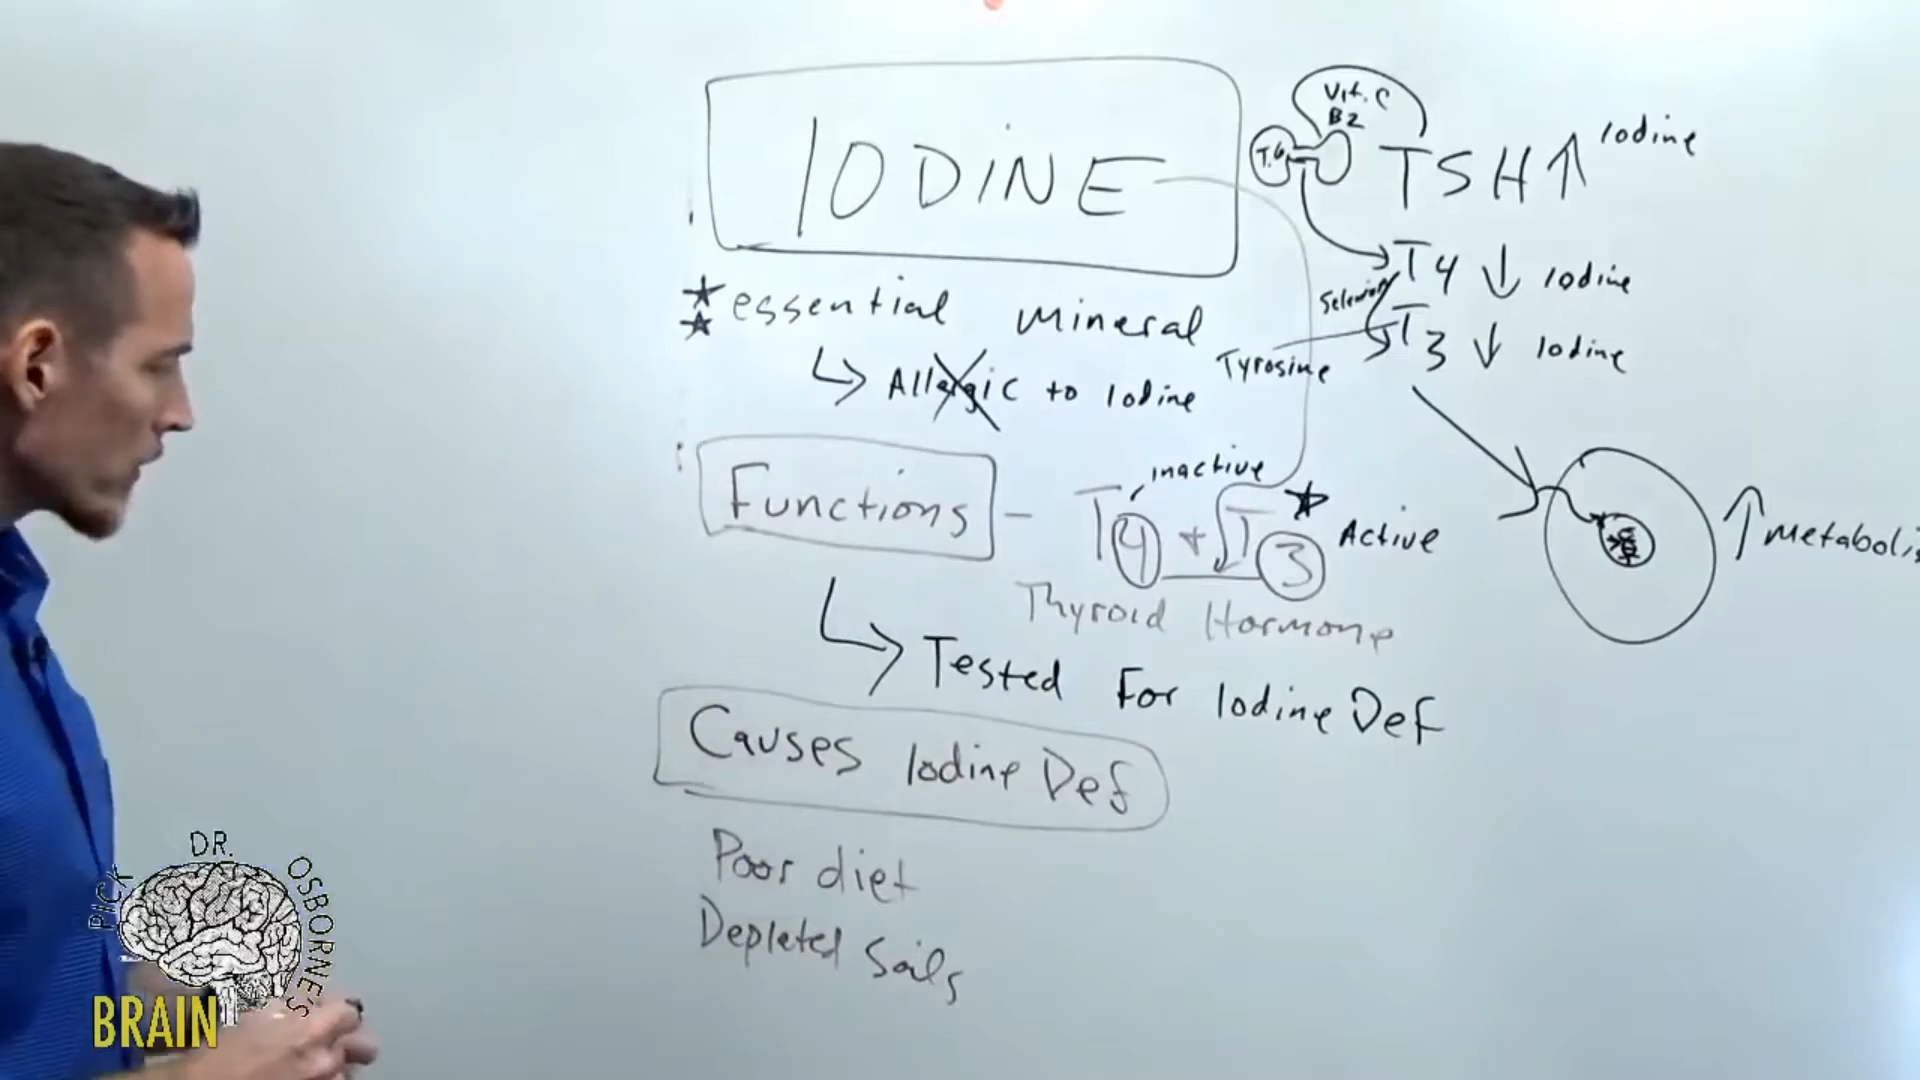 IODINE
Vit. C
B2
T.G
TSH ↑ Iodine
T4 ↓ Iodine
Selenium
T3 ↓ Iodine
Tyrosine
essential mineral
Allergic to Iodine
Functions - T4 + T3
inactive
Active
Thyroid Hormone
↑ Metabolis
Tested For Iodine Def
Causes Iodine Def
Poor diet
Depleted Soils
PICK DR. OSBORNE'S
BRAIN